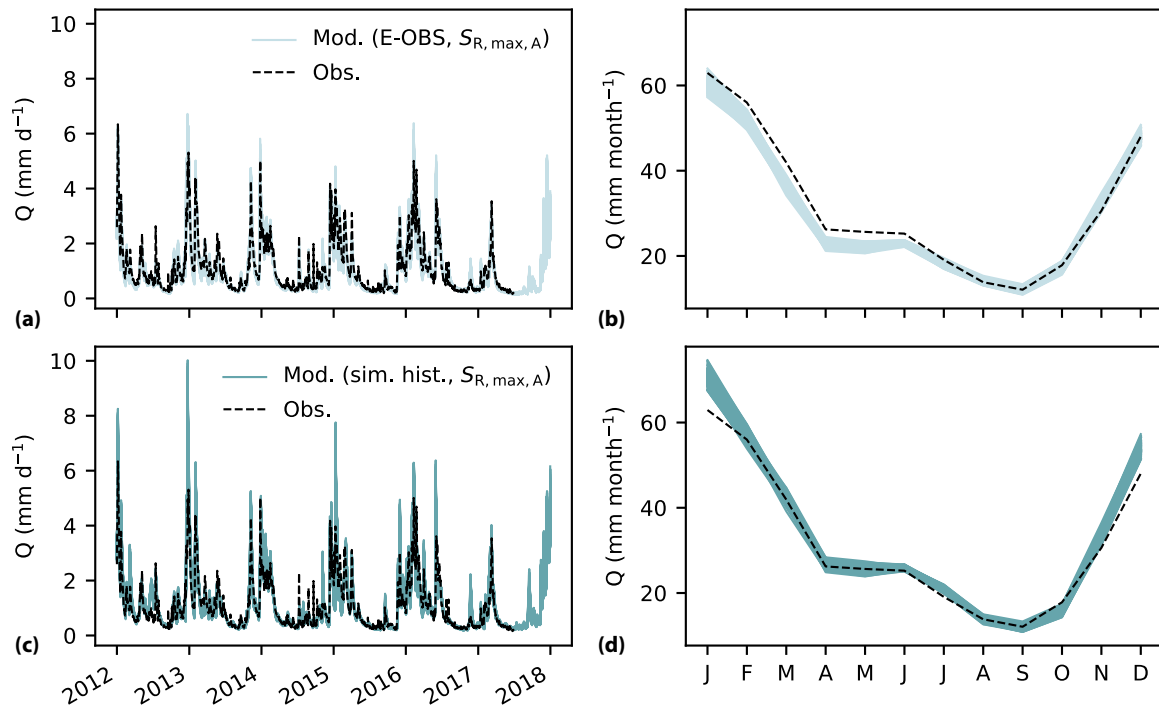 10
8
6
4
2
0
Q (mm d⁻¹)
Mod. (E-OBS, S_R, max, A)
Obs.
(a)
60
40
20
Q (mm month⁻¹)
(b)
10
8
6
4
2
0
Q (mm d⁻¹)
Mod. (sim. hist., S_R, max, A)
Obs.
(c)
2012 2013 2014 2015 2016 2017 2018
60
40
20
Q (mm month⁻¹)
(d)
J F M A M J J A S O N D